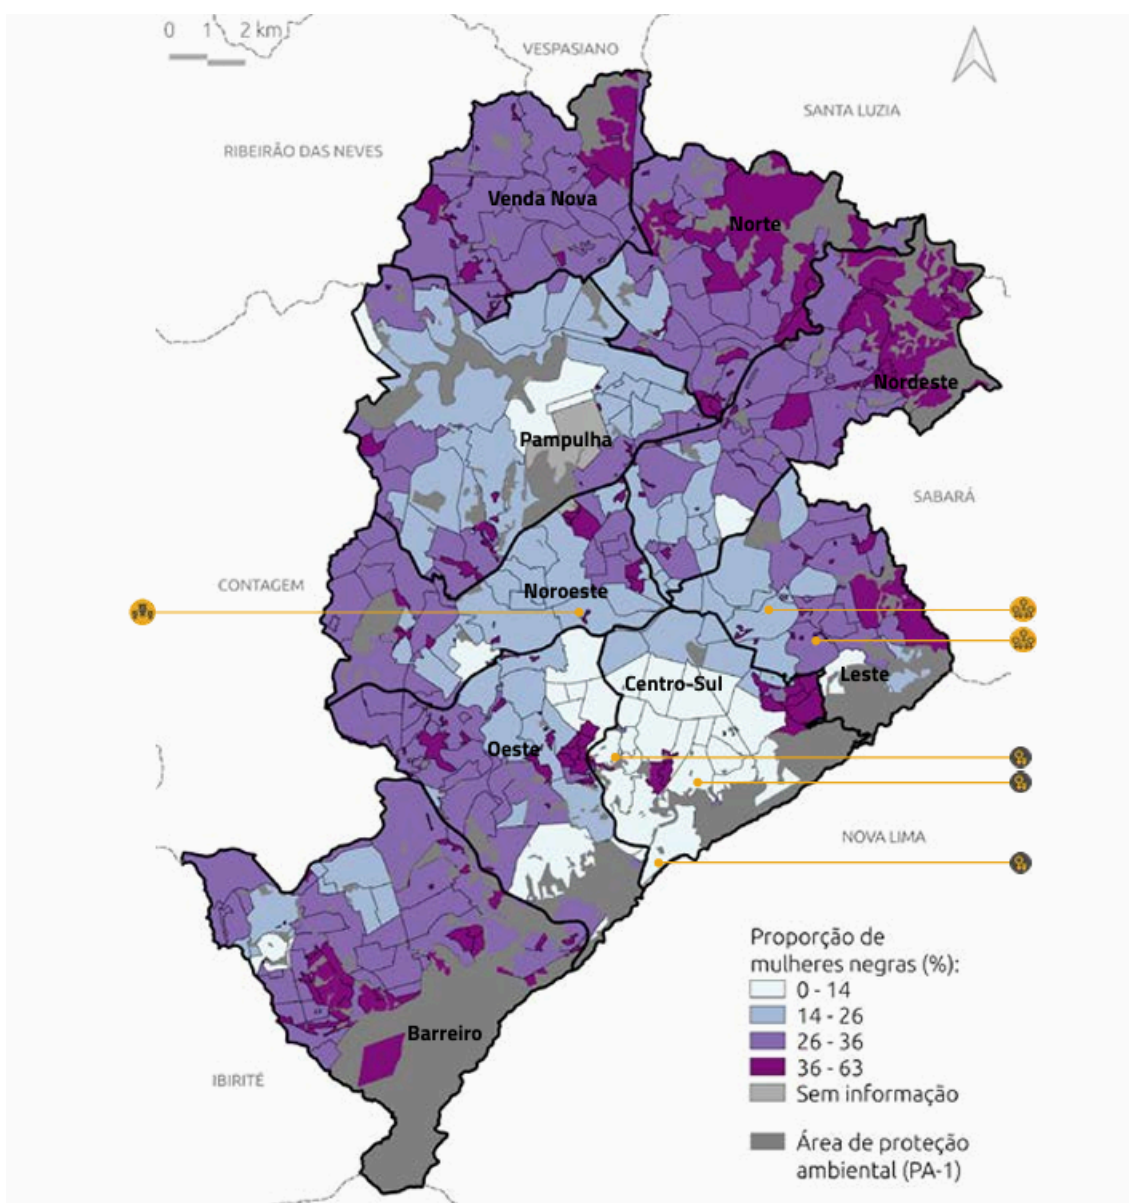 0 1 2 km
VESPASIANO
SANTA LUZIA
RIBEIRÃO DAS NEVES
Venda Nova
Norte
Nordeste
Pampulha
SABARÁ
CONTAGEM
Noroeste
Leste
Centro-Sul
Oeste
NOVA LIMA
Barreiro
IBIRITÉ
Proporção de
mulheres negras (%):
0 - 14
14 - 26
26 - 36
36 - 63
Sem informação
Área de proteção
ambiental (PA-1)